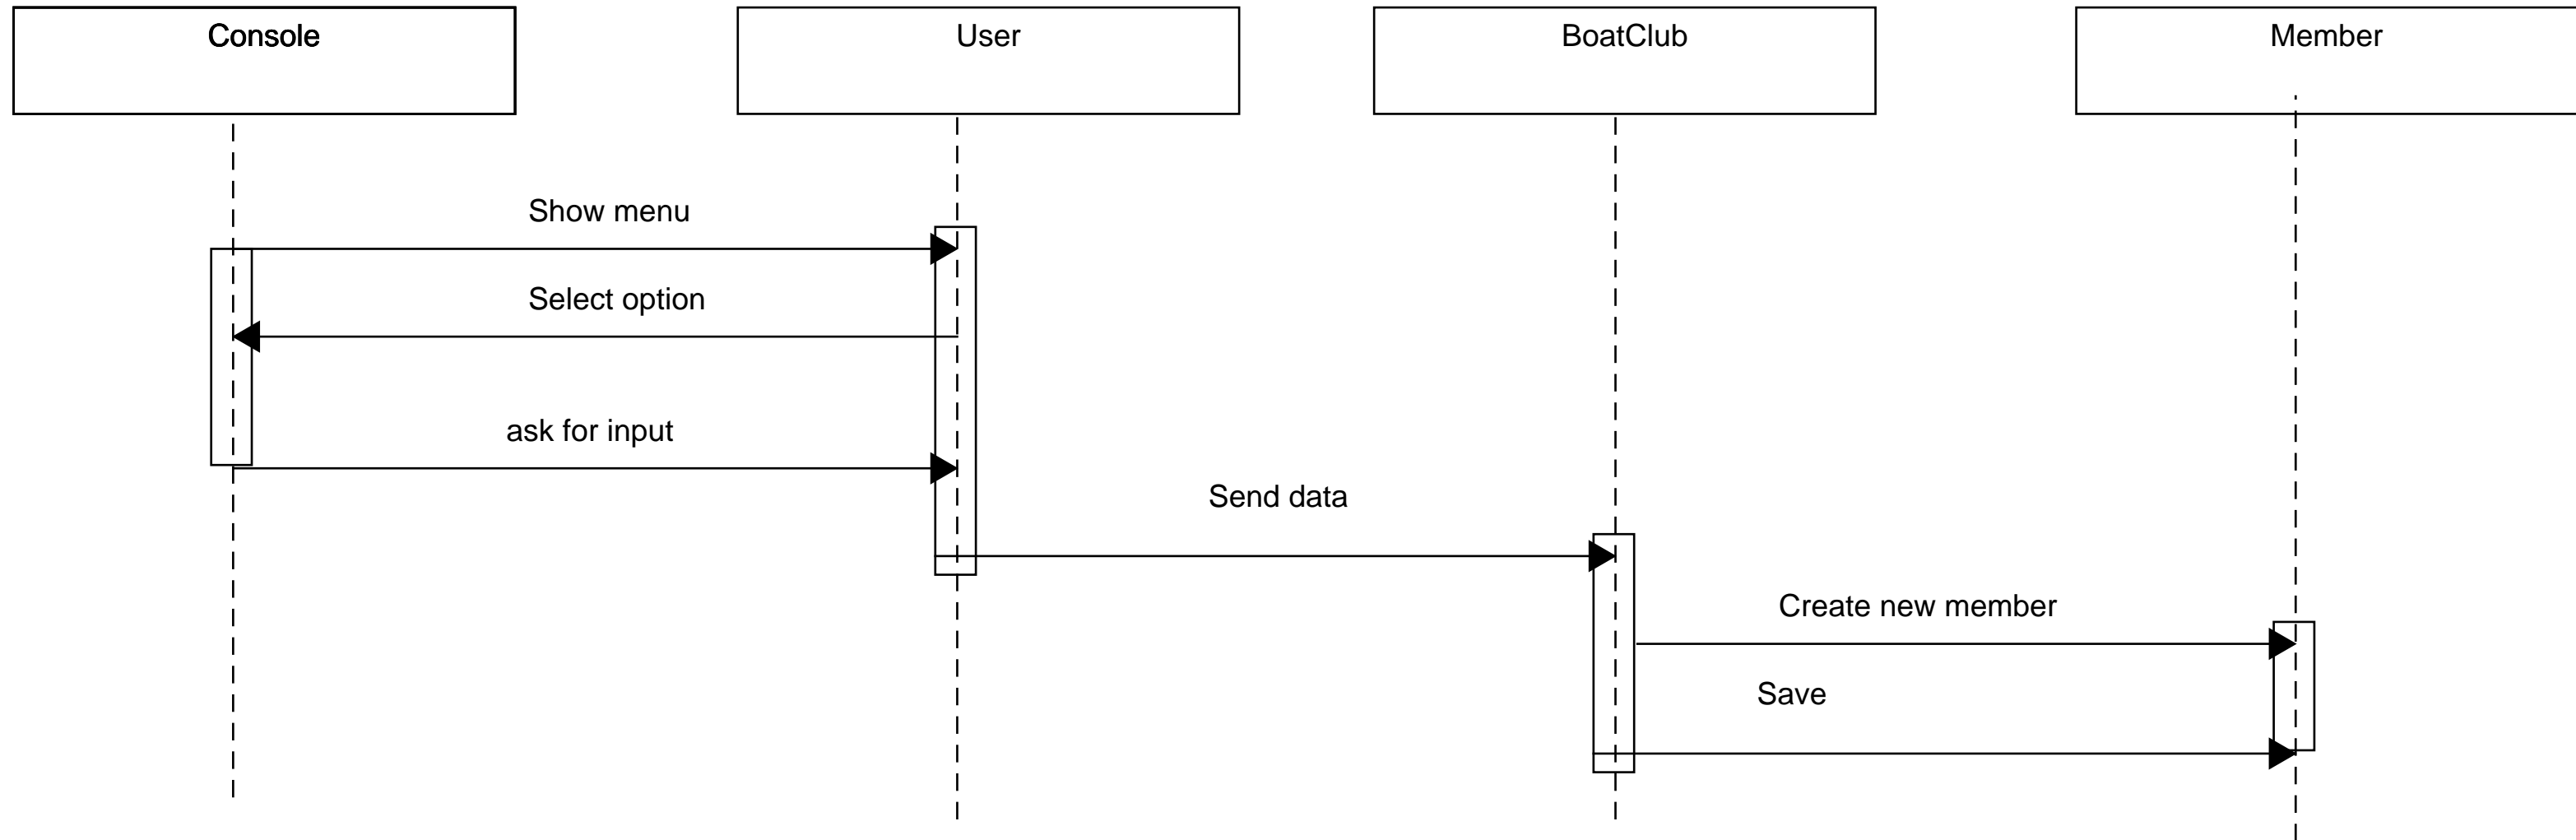 Console
User
BoatClub
Member
Show menu
Select option
ask for input
Send data
Create new member
Save